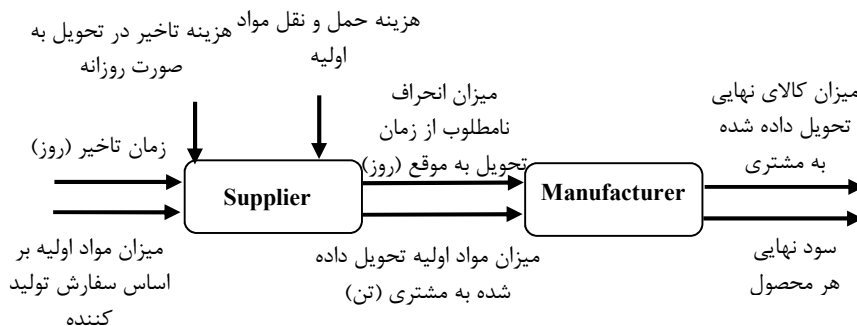 هزینه تاخیر در تحویل به
صورت روزانه
هزینه حمل و نقل مواد
اولیه
زمان تاخیر (روز)
میزان مواد اولیه بر
اساس سفارش تولید
کننده
Supplier
میزان انحراف
نامطلوب از زمان
تحویل به موقع (روز)
میزان مواد اولیه تحویل داده
شده به مشتری (تن)
Manufacturer
میزان کالای نهایی
تحویل داده شده
به مشتری
سود نهایی
هر محصول